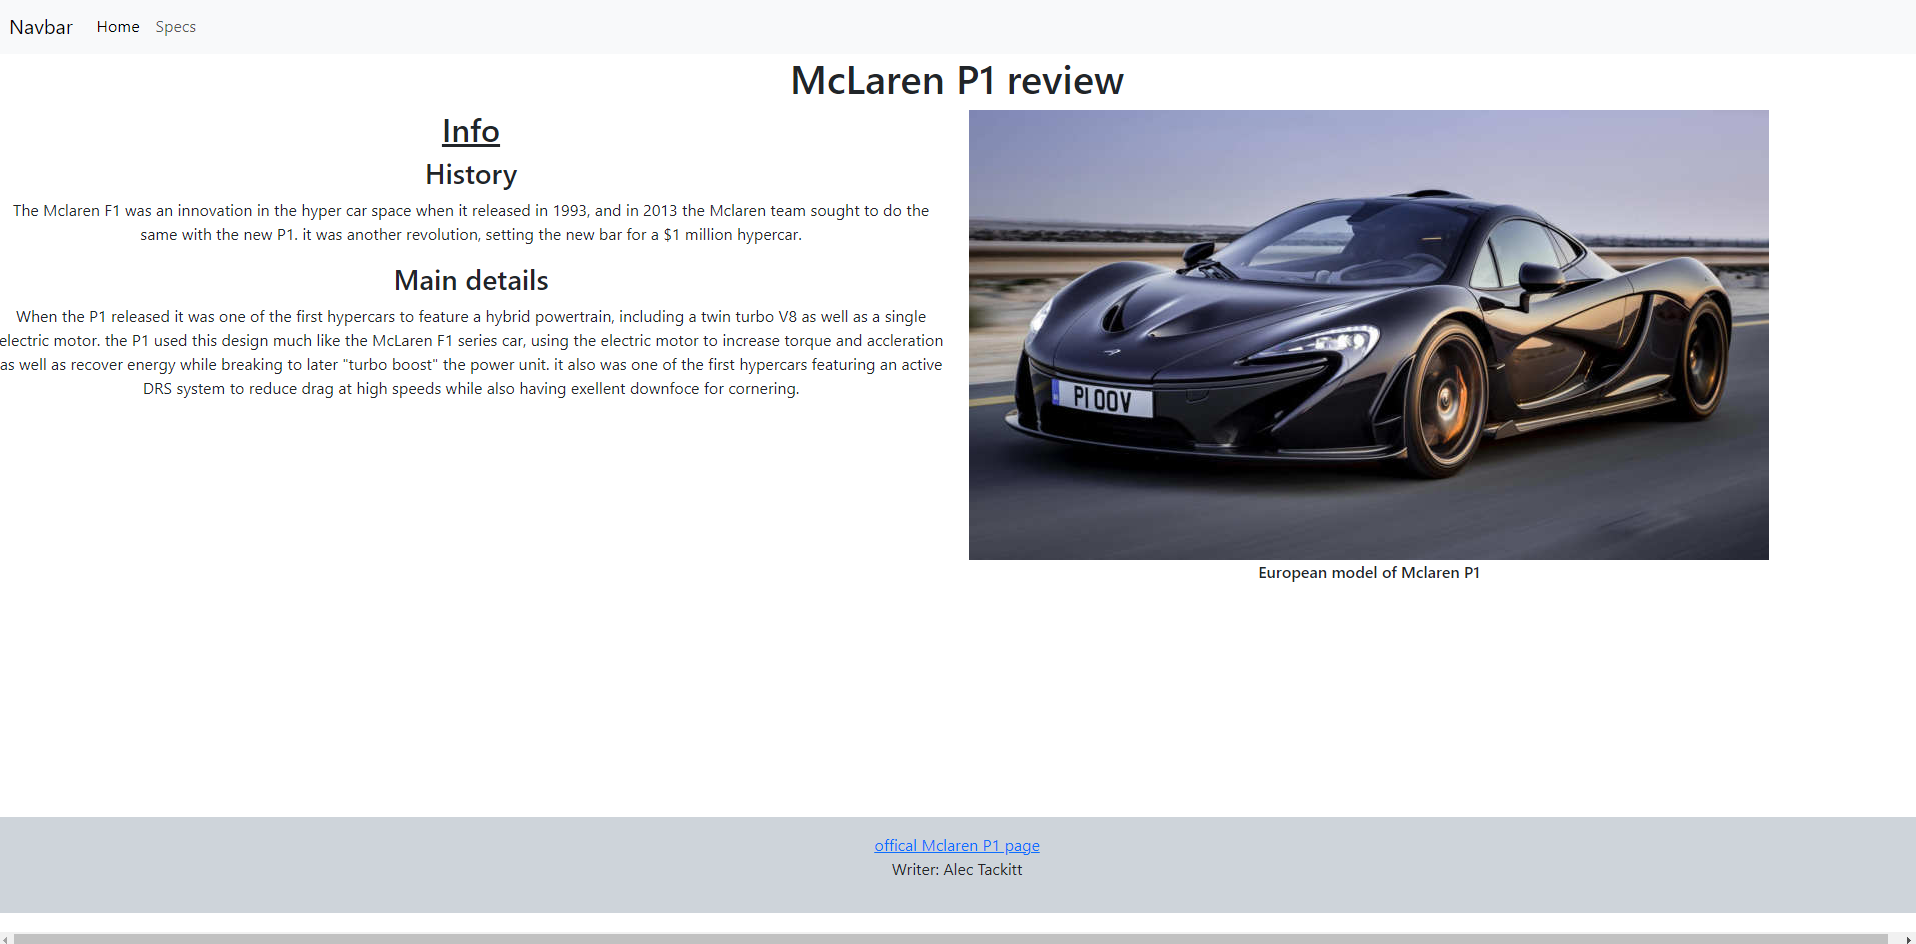 Navbar Home Specs
McLaren P1 review
Info
History
The Mclaren F1 was an innovation in the hyper car space when it released in 1993, and in 2013 the Mclaren team sought to do the
same with the new P1. it was another revolution, setting the new bar for a $1 million hypercar.
Main details
When the P1 released it was one of the first hypercars to feature a hybrid powertrain, including a twin turbo V8 as well as a single
electric motor. the P1 used this design much like the McLaren F1 series car, using the electric motor to increase torque and accleration
as well as recover energy while breaking to later "turbo boost" the power unit. it also was one of the first hypercars featuring an active
DRS system to reduce drag at high speeds while also having exellent downfoce for cornering.
P1 OOV
European model of Mclaren P1
offical Mclaren P1 page
Writer: Alec Tackitt